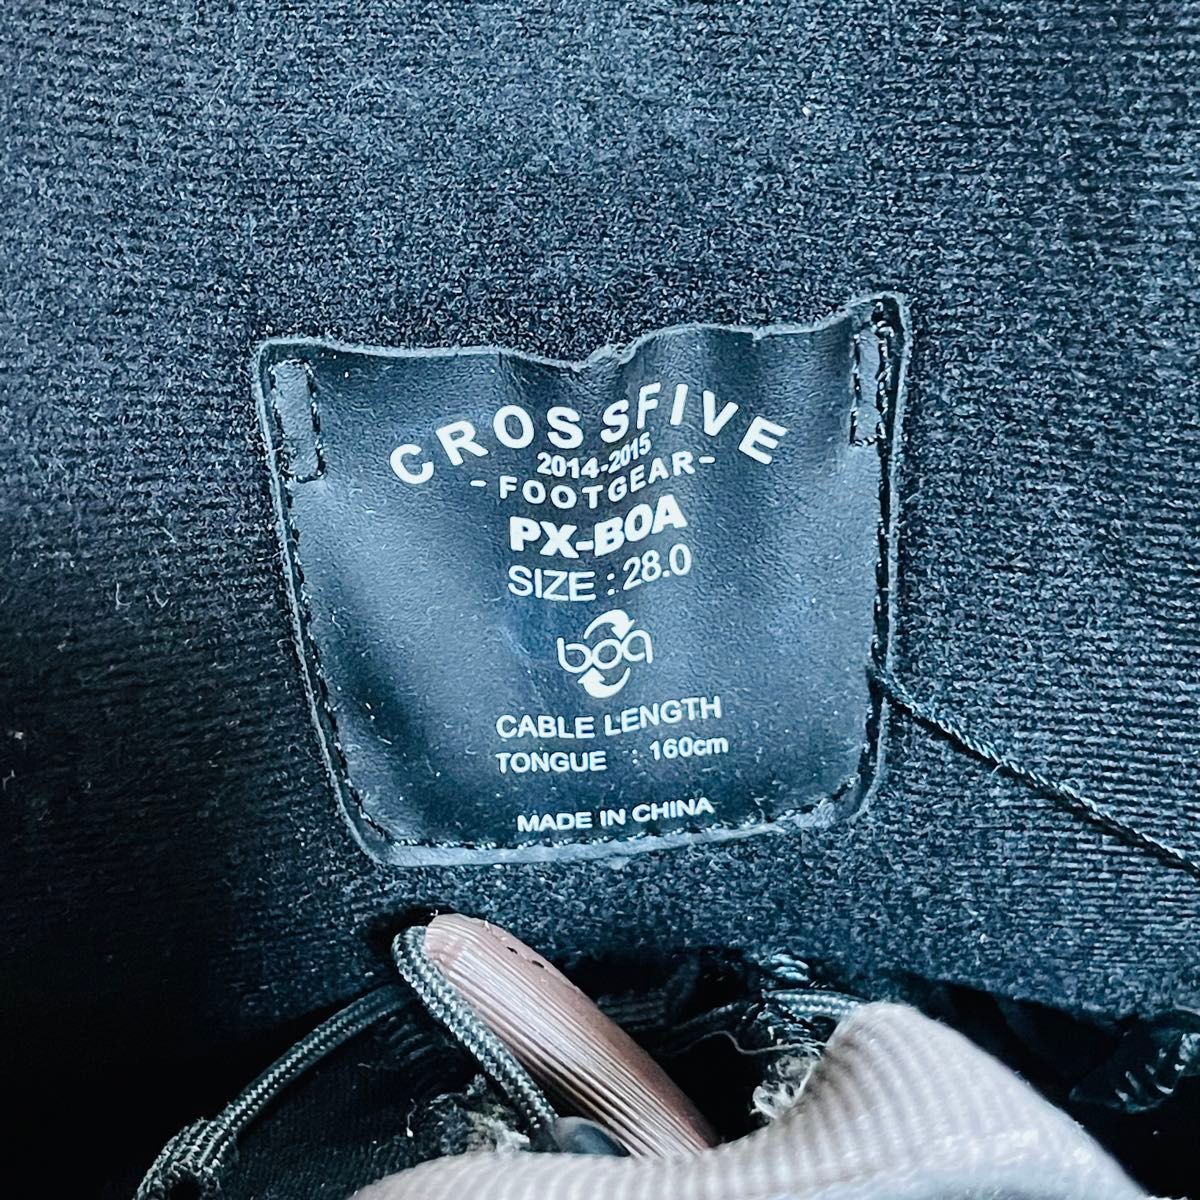 CROSSFIVE
2014-2015
-FOOTGEAR-
PX-BOA
SIZE : 28.0
boa
CABLE LENGTH
TONGUE : 160cm
MADE IN CHINA